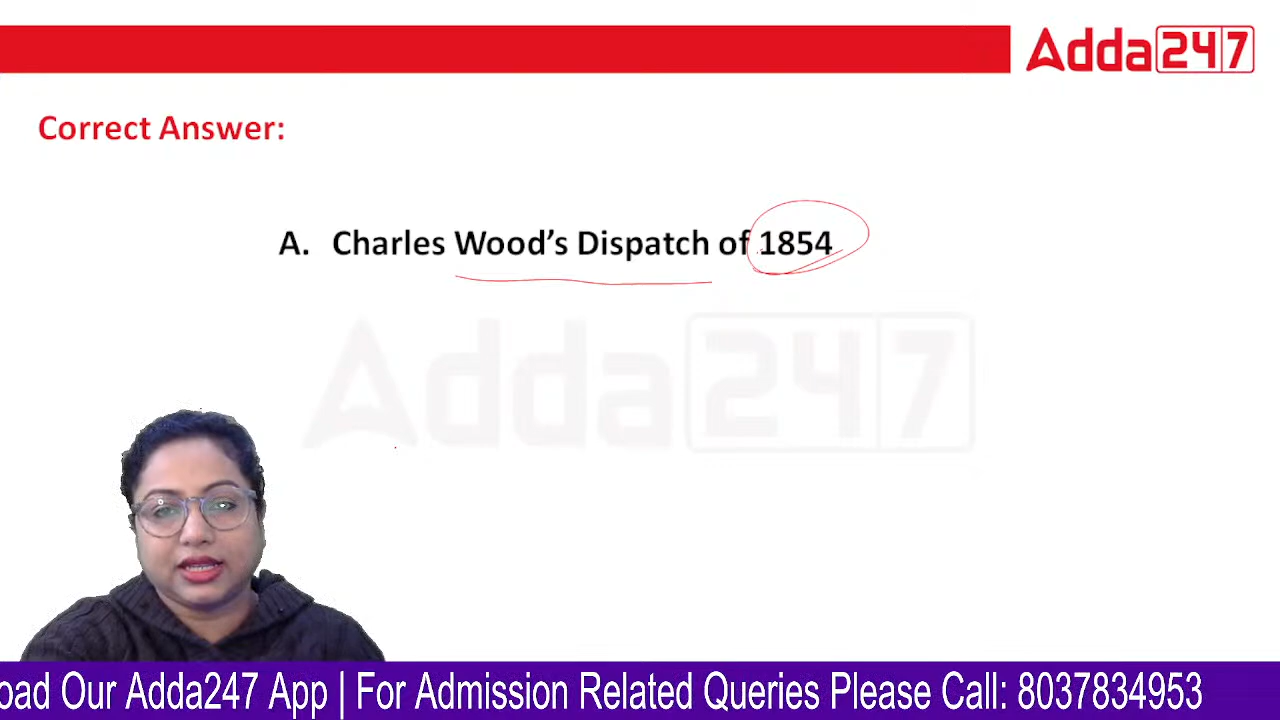 Adda247
Correct Answer:
A. Charles Wood’s Dispatch of 1854
Adda247
oad Our Adda247 App | For Admission Related Queries Please Call: 8037834953